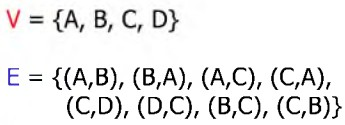 V = {A, B, C, D}
E = {(A,B), (B,A), (A,C), (C,A),
(C,D), (D,C), (B,C), (C,B)}